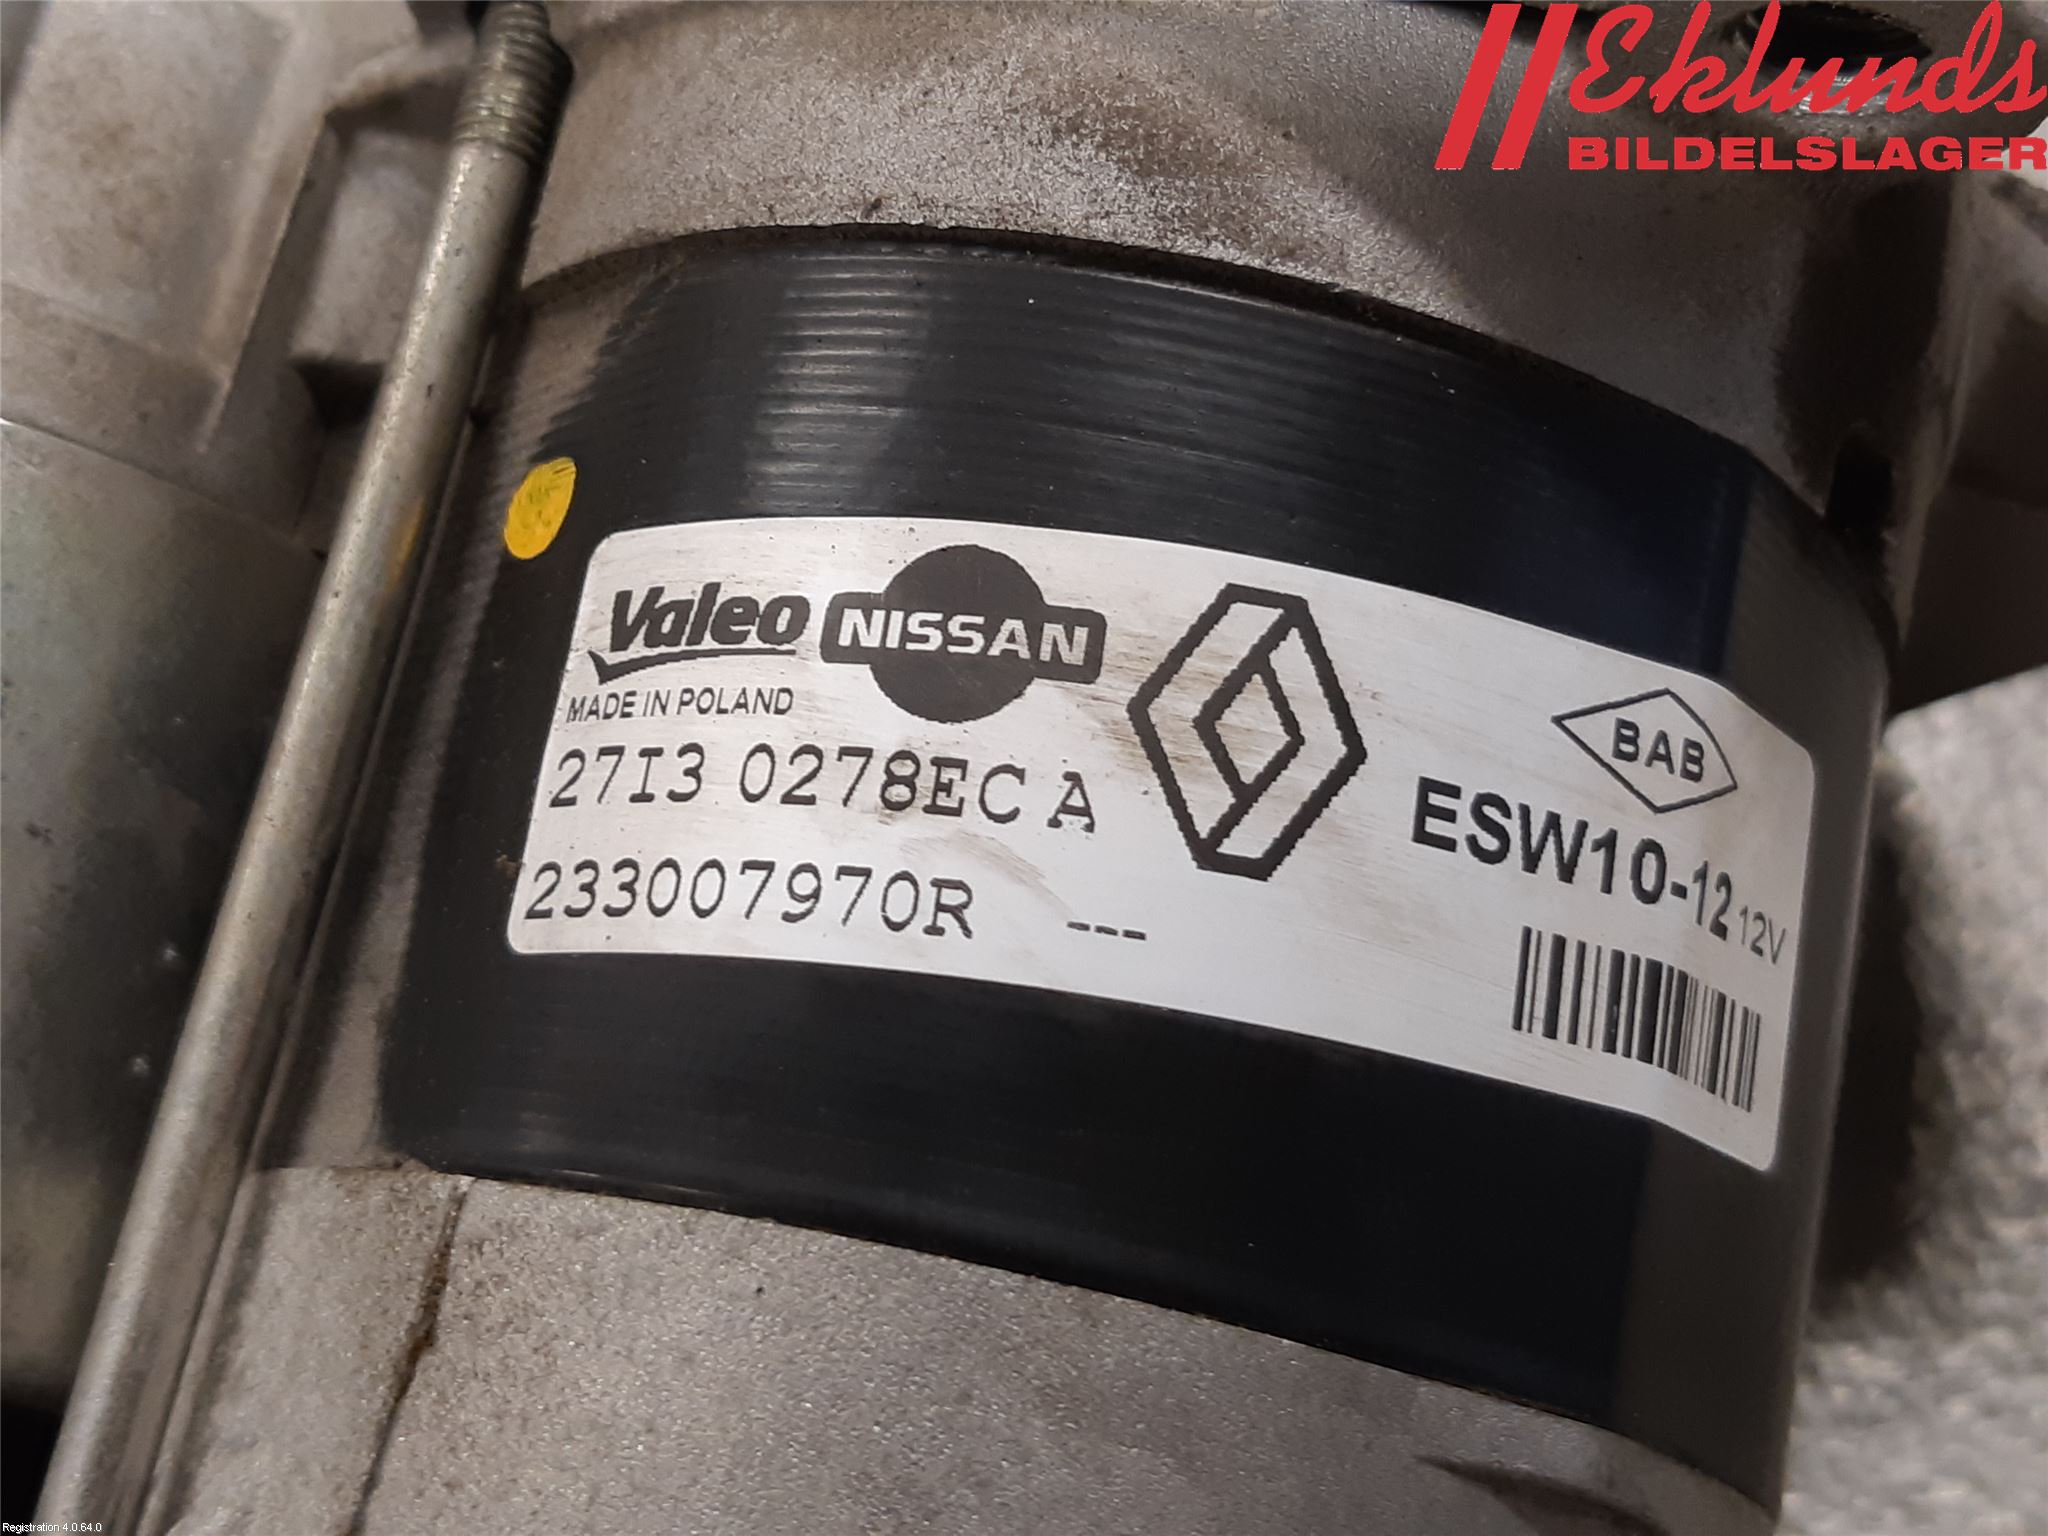 Eklunds
BILDELSLAGER
Valeo NISSAN
MADE IN POLAND
27I3 0278EC A
233007970R ---
BAB
ESW10-12 12V
Registration 4.0.64.0